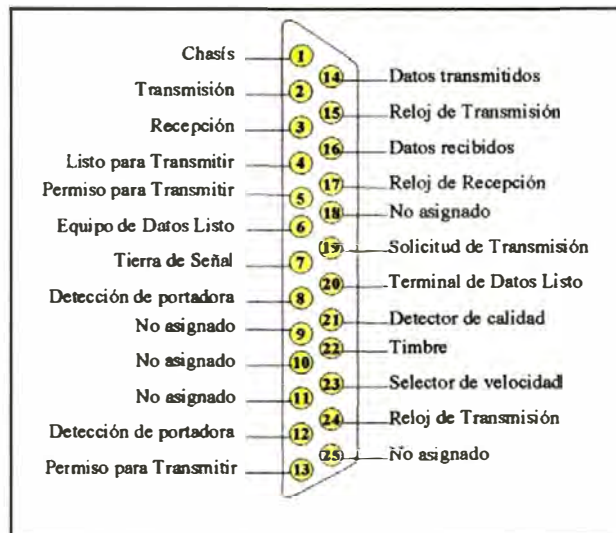 Chasís 1
14 Datos transmitidos
Transmisión 2
15 Reloj de Transmisión
Recepción 3
16 Datos recibidos
Listo para Transmitir 4
17 Reloj de Recepción
Permiso para Transmitir 5
18 No asignado
Equipo de Datos Listo 6
19 Solicitud de Transmisión
Tierra de Señal 7
20 Terminal de Datos Listo
Detección de portadora 8
21 Detector de calidad
No asignado 9
22 Timbre
No asignado 10
23 Selector de velocidad
No asignado 11
24 Reloj de Transmisión
Detección de portadora 12
25 No asignado
Permiso para Transmitir 13